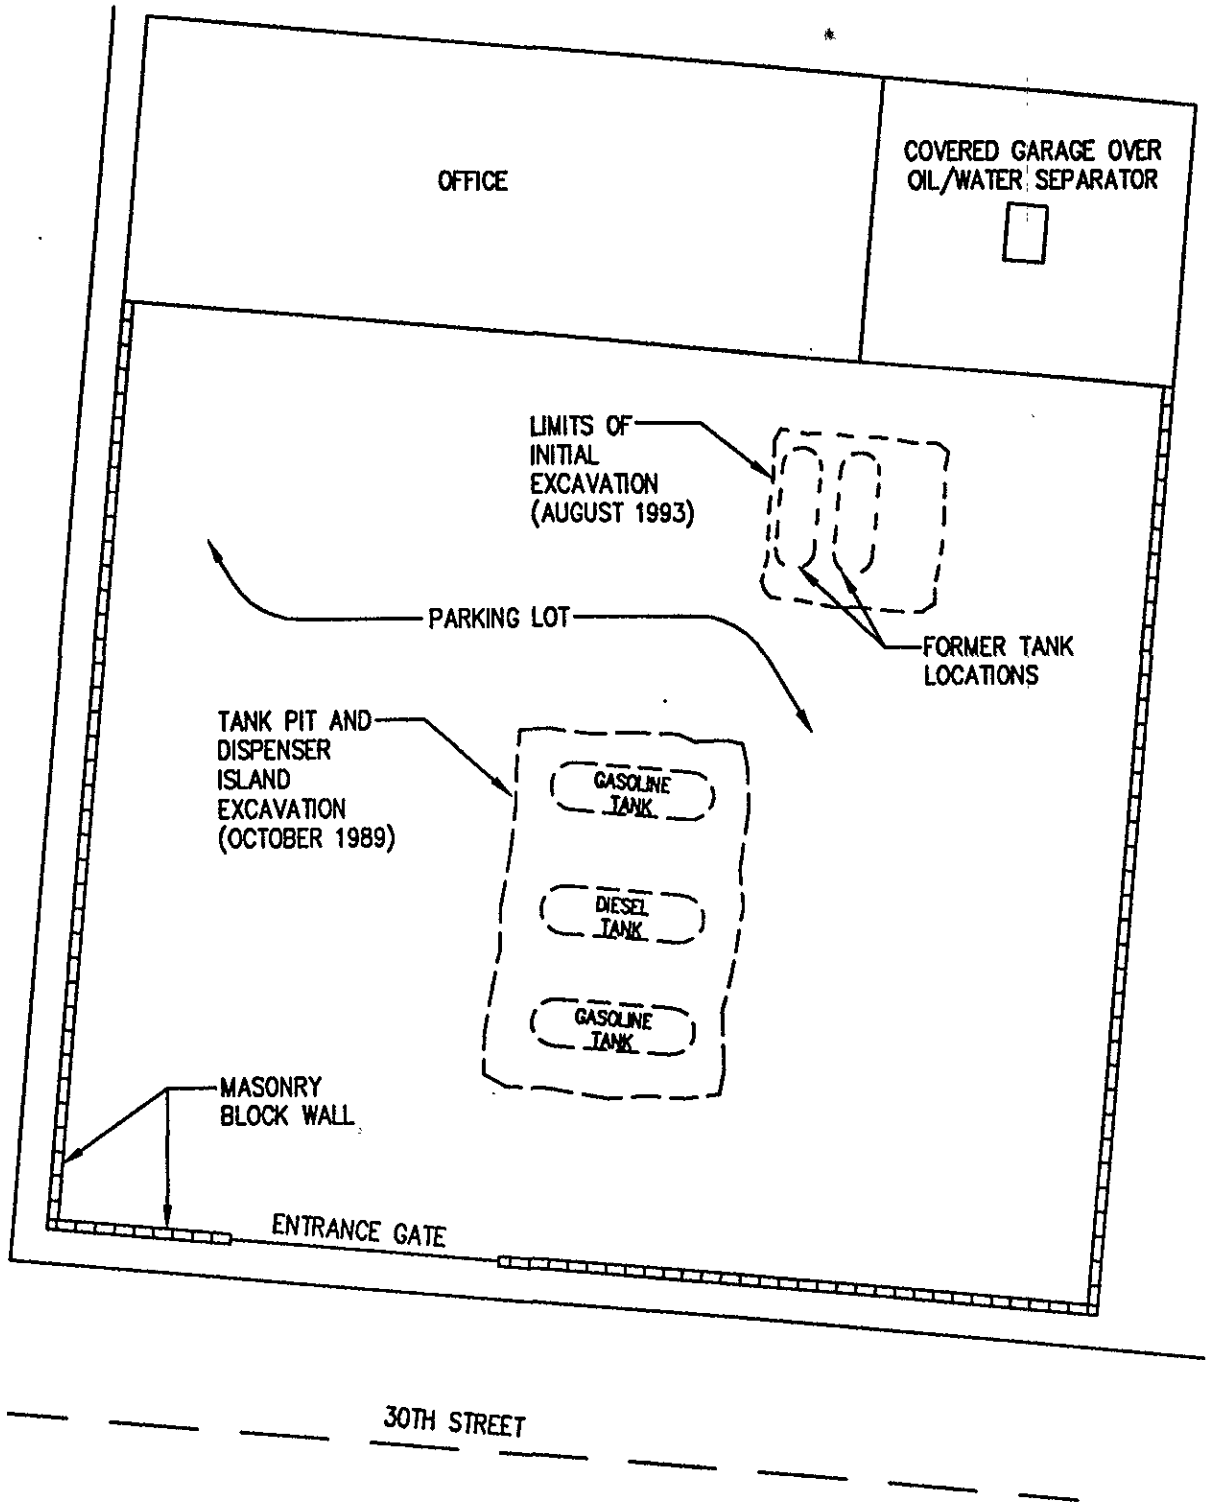 OFFICE
COVERED GARAGE OVER
OIL/WATER SEPARATOR
LIMITS OF
INITIAL
EXCAVATION
(AUGUST 1993)
PARKING LOT
FORMER TANK
LOCATIONS
TANK PIT AND
DISPENSER
ISLAND
EXCAVATION
(OCTOBER 1989)
GASOLINE
TANK
DIESEL
TANK
GASOLINE
TANK
MASONRY
BLOCK WALL
ENTRANCE GATE
30TH STREET